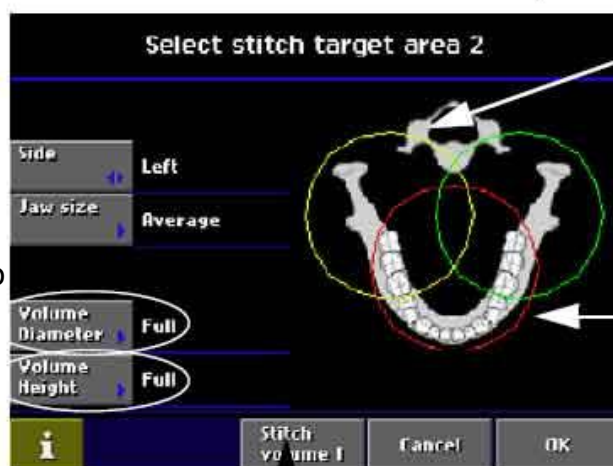 Select stitch target area 2
Side
Left
Jaw size
Average
Volume
Diameter
Full
Volume
Height
Full
i
Stitch
volume 1
Cancel
OK